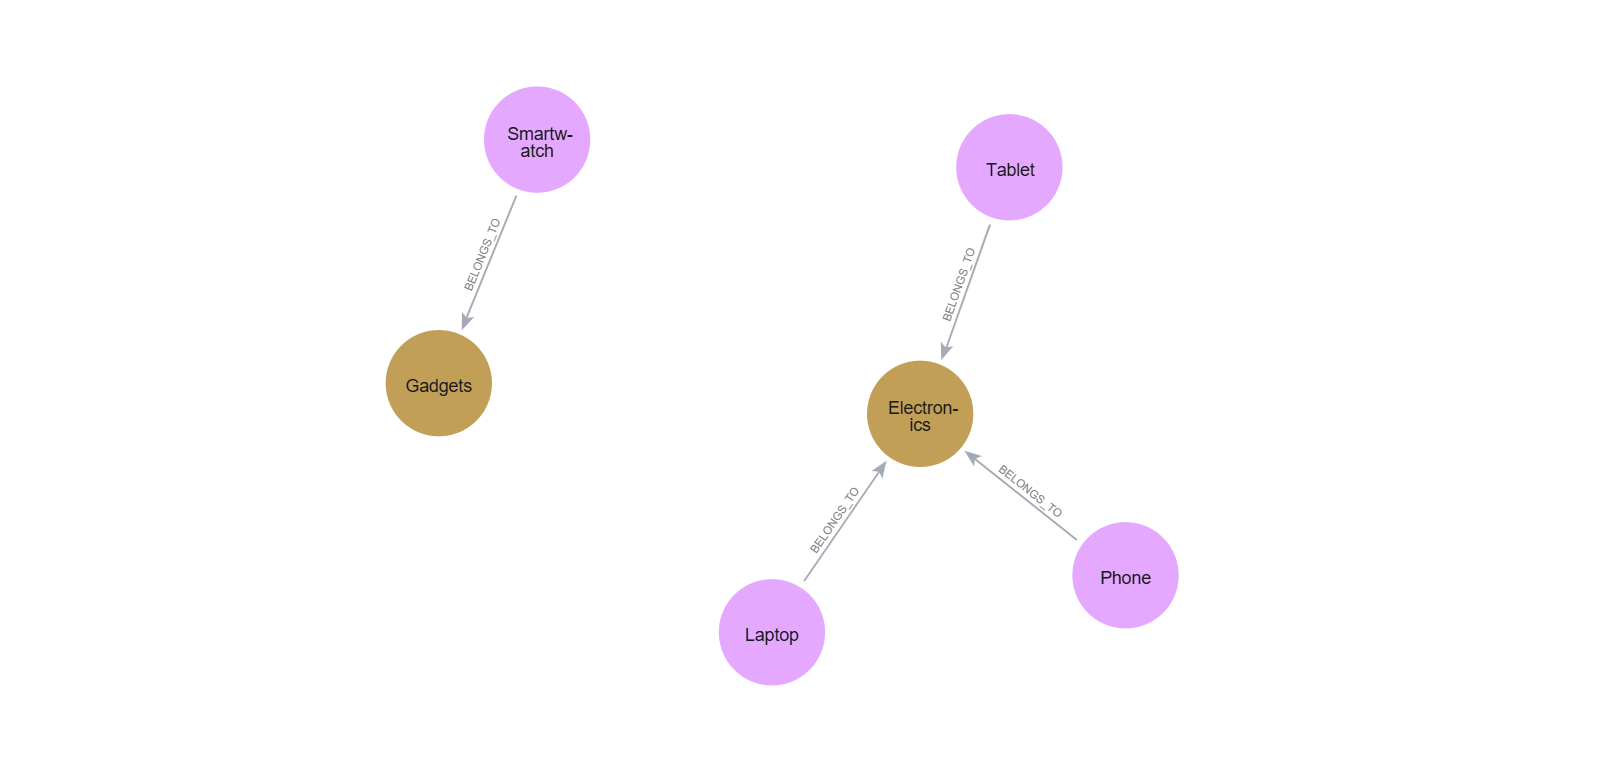 Smartw-
atch
BELONGS_TO
Gadgets
Tablet
BELONGS_TO
Electron-
ics
BELONGS_TO
BELONGS_TO
Laptop
Phone